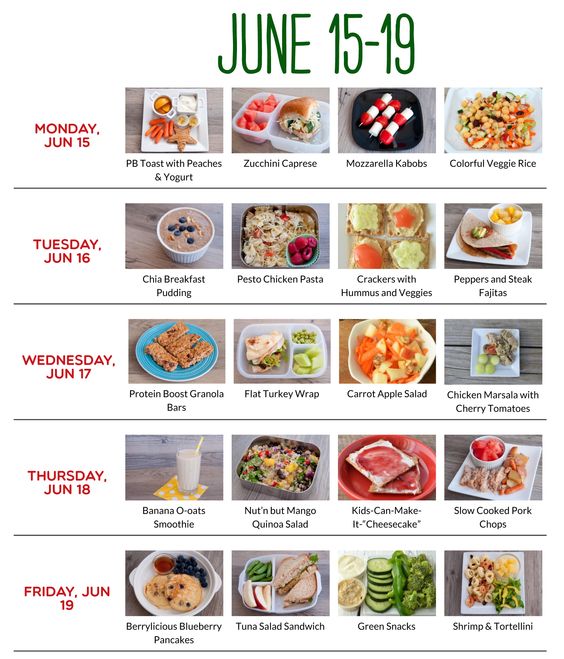 JUNE 15-19
MONDAY,
JUN 15
PB Toast with Peaches
& Yogurt
Zucchini Caprese
Mozzarella Kabobs
Colorful Veggie Rice
TUESDAY,
JUN 16
Chia Breakfast
Pudding
Pesto Chicken Pasta
Crackers with
Hummus and Veggies
Peppers and Steak
Fajitas
WEDNESDAY,
JUN 17
Protein Boost Granola
Bars
Flat Turkey Wrap
Carrot Apple Salad
Chicken Marsala with
Cherry Tomatoes
THURSDAY,
JUN 18
Banana O-oats
Smoothie
Nut'n but Mango
Quinoa Salad
Kids-Can-Make-
It-"Cheesecake"
Slow Cooked Pork
Chops
FRIDAY, JUN
19
Berrylicious Blueberry
Pancakes
Tuna Salad Sandwich
Green Snacks
Shrimp & Tortellini